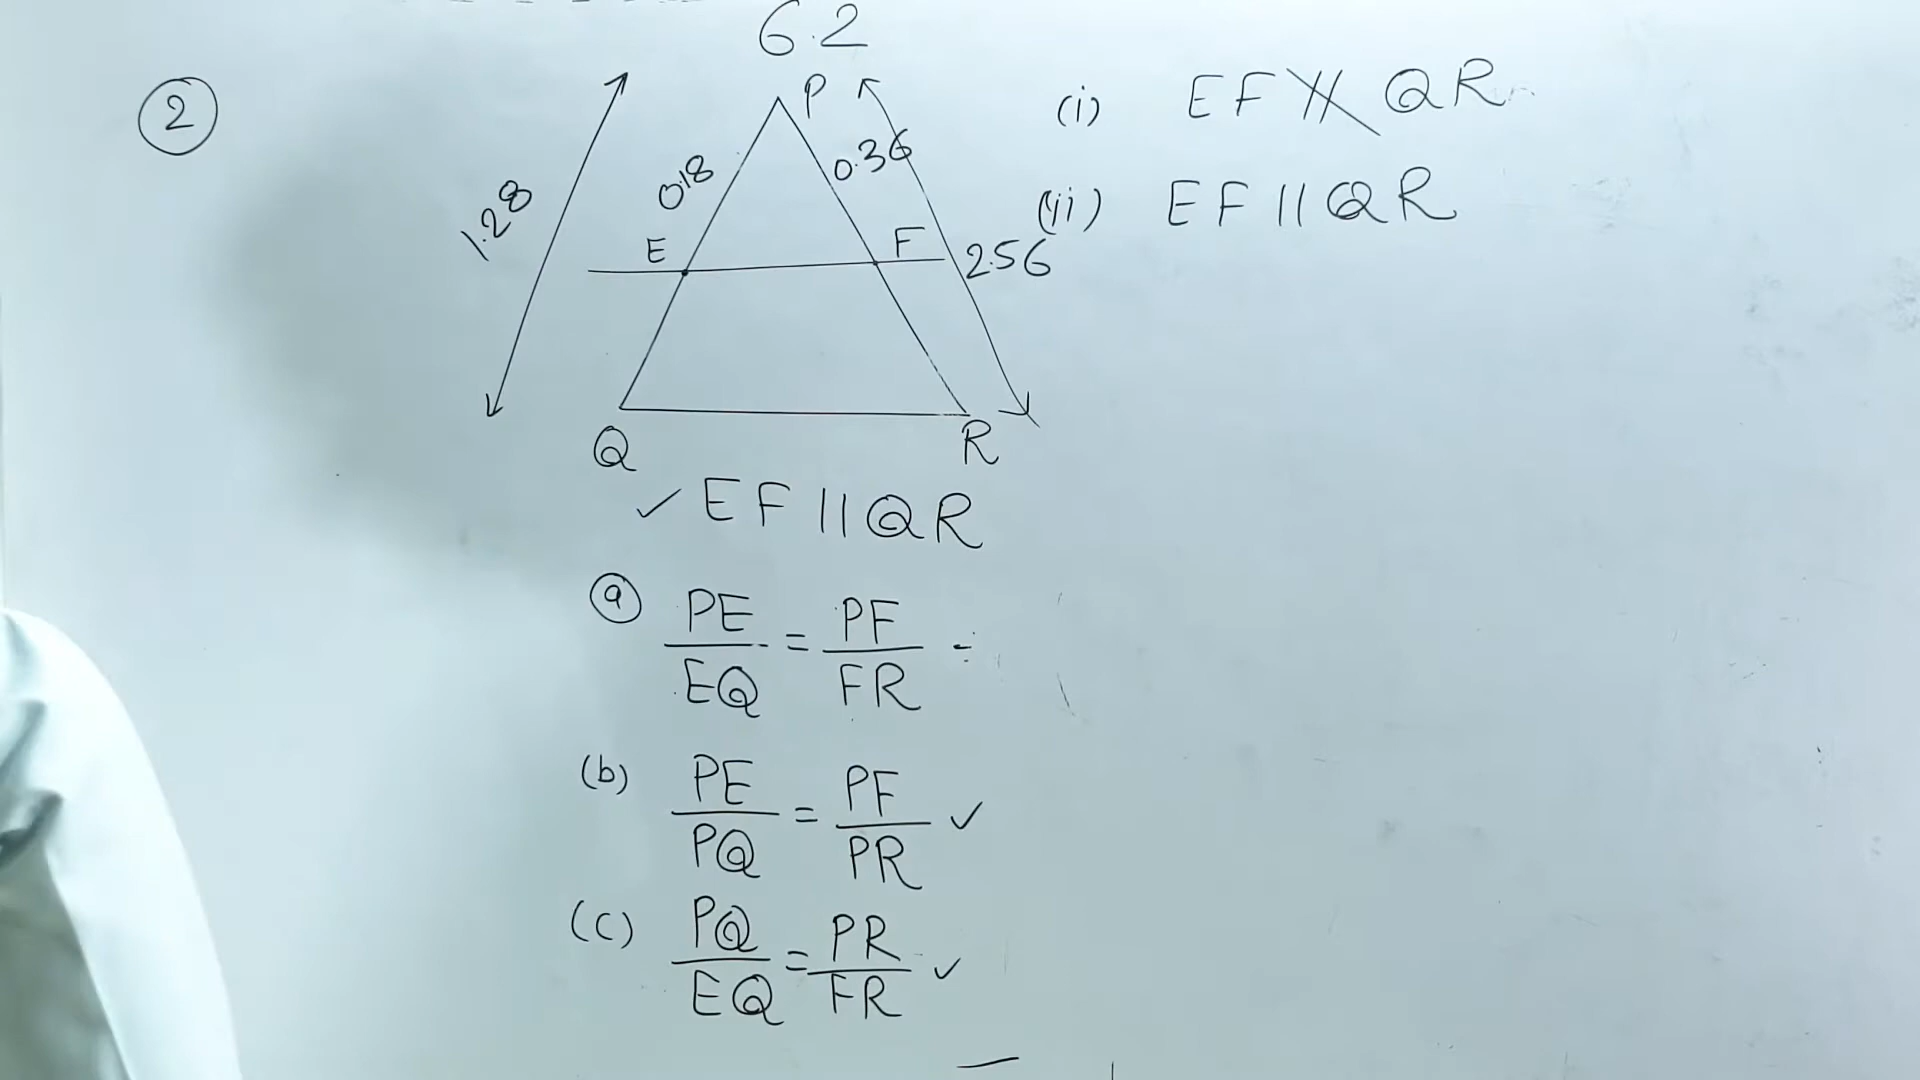 6.2
②
P
(i) EF ∦ QR
0.18
0.36
1.28
(ii) EF || QR
E
F
2.56
Q
R
✓ EF || QR
ⓐ PE/EQ = PF/FR -
(b) PE/PQ = PF/PR ✓
(c) PQ/EQ = PR/FR ✓